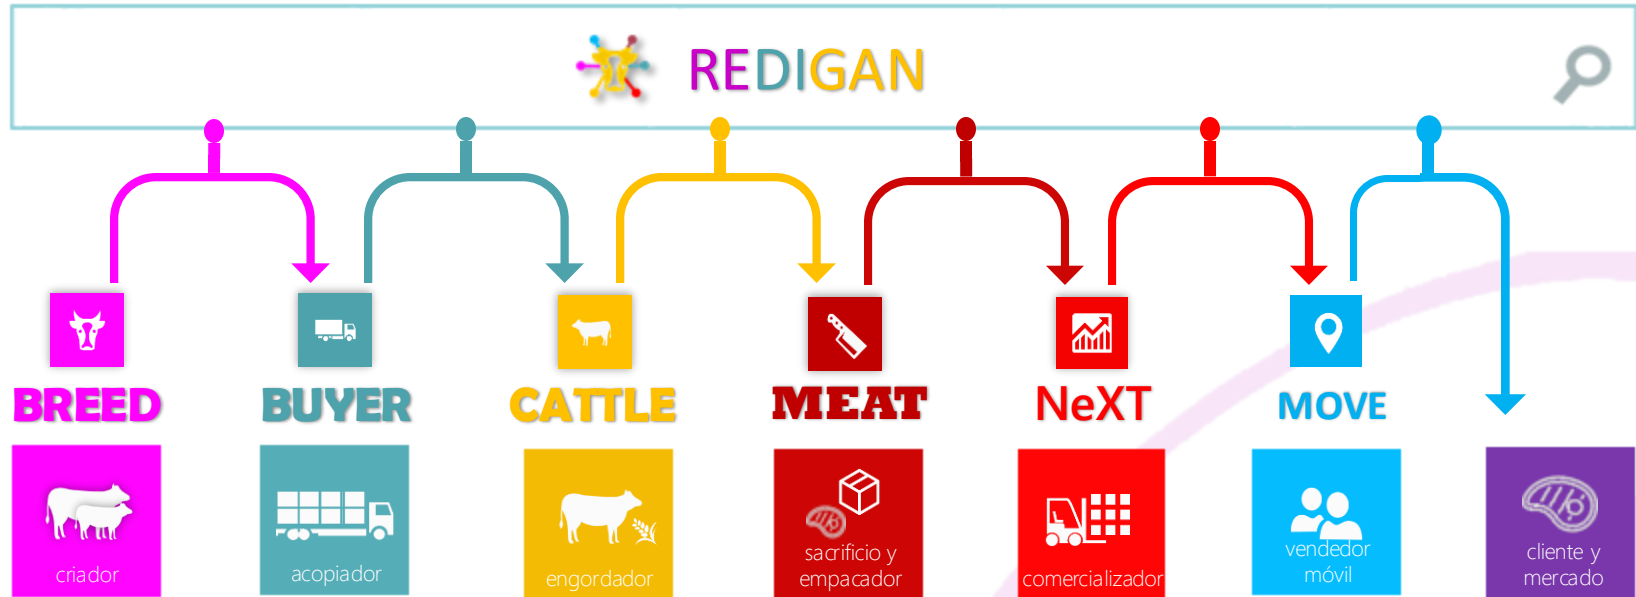 REDIGAN
BREED
BUYER
CATTLE
MEAT
NeXT
MOVE
criador
acopiador
engordador
sacrificio y
empacador
comercializador
vendedor
móvil
cliente y
mercado